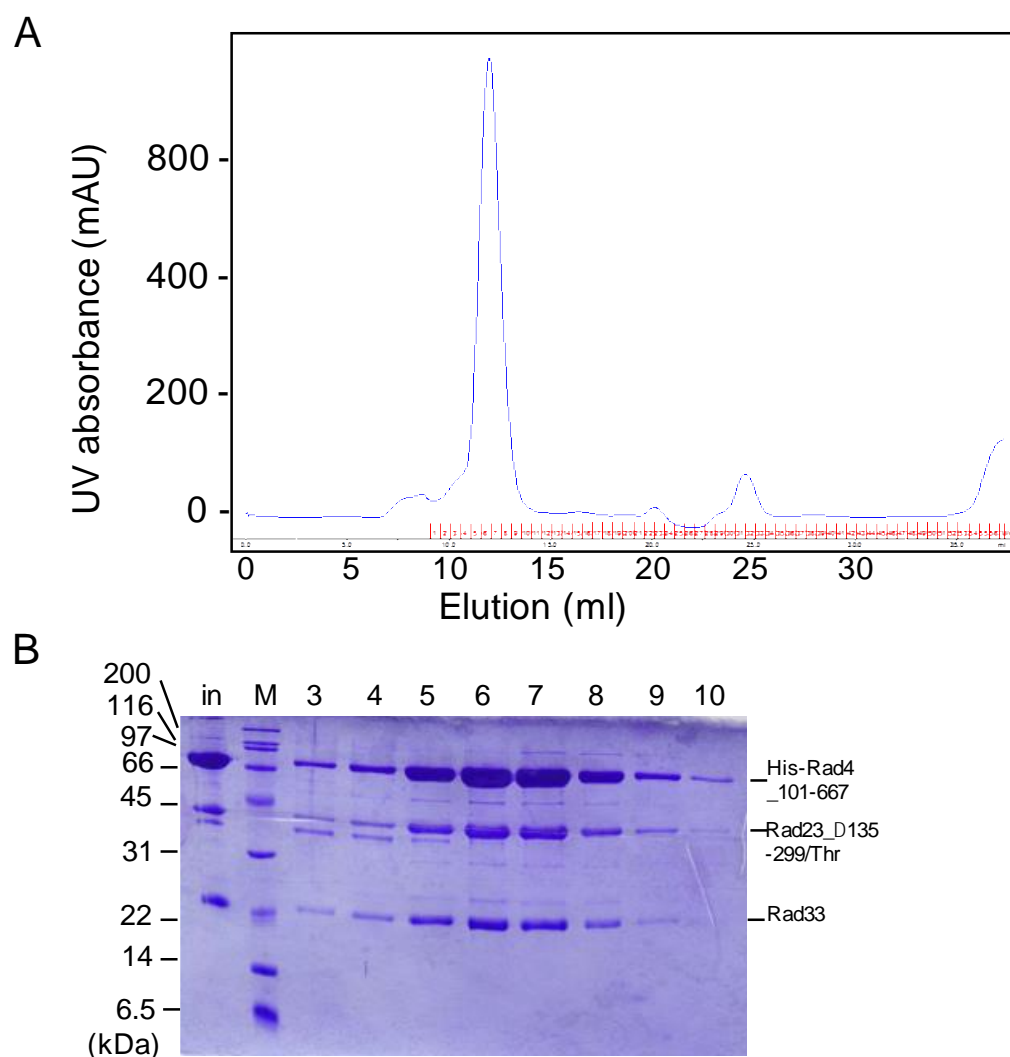 A
UV absorbance (mAU)
800 -
400 -
200 -
0 -
0 5 10 15 20 25 30
Elution (ml)
B
200
116
97
66
45
31
22
14
6.5
(kDa)
in M 3 4 5 6 7 8 9 10
His-Rad4
_101-667
Rad23_D135
-299/Thr
Rad33